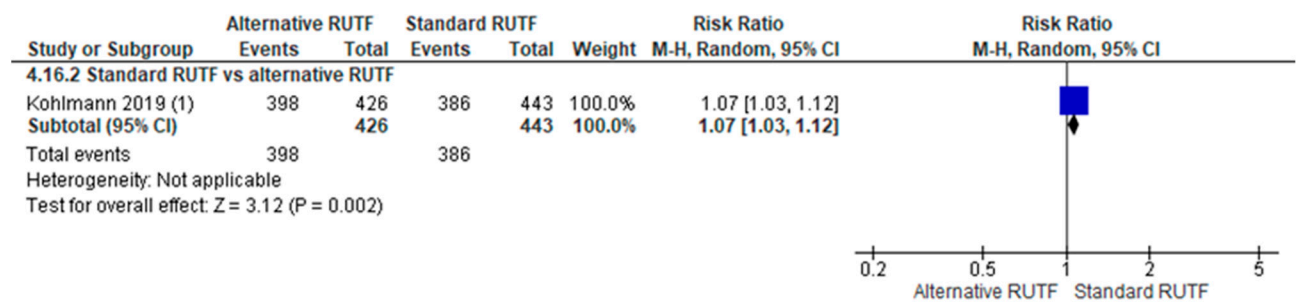 Alternative RUTF Standard RUTF Risk Ratio Risk Ratio
Study or Subgroup Events Total Events Total Weight M-H, Random, 95% CI M-H, Random, 95% CI
4.16.2 Standard RUTF vs alternative RUTF
Kohlmann 2019 (1) 398 426 386 443 100.0% 1.07 [1.03, 1.12]
Subtotal (95% CI) 426 443 100.0% 1.07 [1.03, 1.12]
Total events 398 386
Heterogeneity: Not applicable
Test for overall effect: Z = 3.12 (P = 0.002)
0.2 0.5 1 2 5
Alternative RUTF Standard RUTF